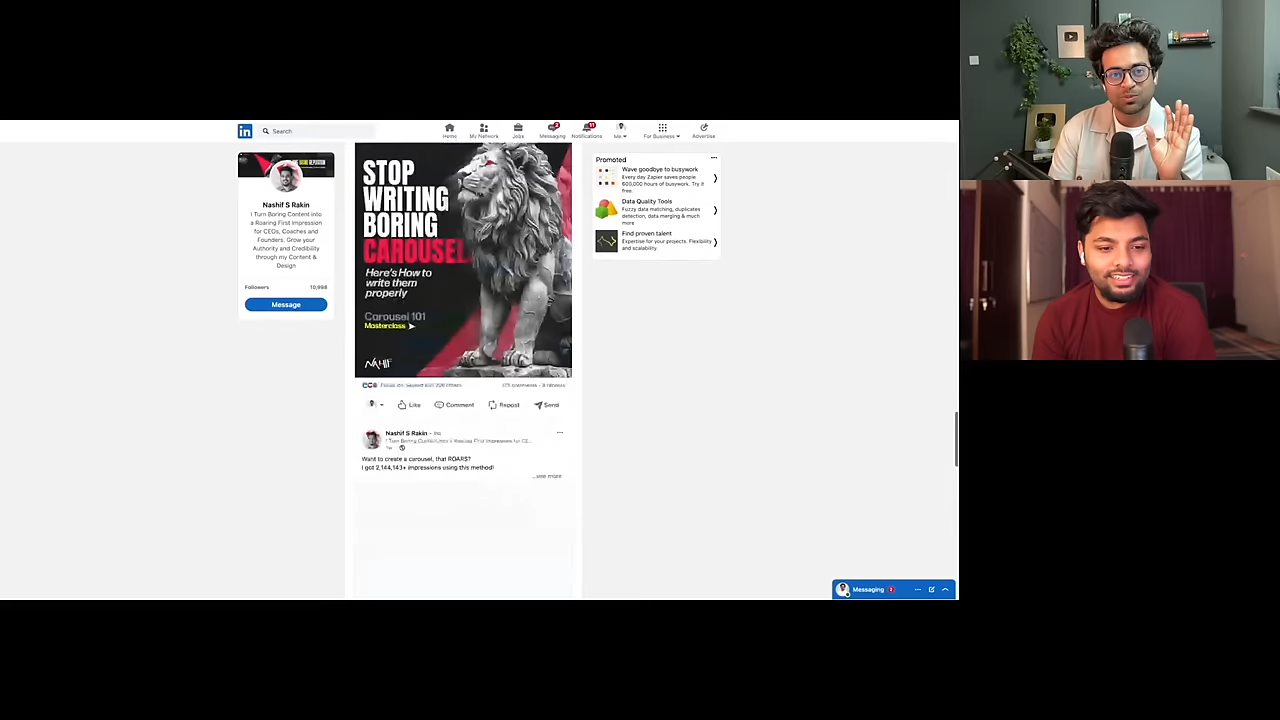 in
Search
Home
My Network
Jobs
Messaging
Notifications
Me
For Business
Advertise
Nashif S Rakin
I Turn Boring Content into
a Roaring First Impression
for CEOs, Coaches and
Founders. Grow your
Authority and Credibility
through my Content &
Design
Followers 10,998
Message
STOP
WRITING
BORING
CAROUSEL
Here's How to
write them
properly
Carousel 101
Masterclass
NAHIF
Like
Comment
Repost
Send
Nashif S Rakin
Want to create a carousel, that ROARS?
I got 2,144,143+ impressions using this method!
...see more
Promoted
Wave goodbye to busywork
Every day Zapier saves people
600,000 hours of busywork. Try it
free.
Data Quality Tools
Fuzzy data matching, duplicates
detection, data merging & much
more
Find proven talent
Expertise for your projects. Flexibility
and scalability.
Messaging 2